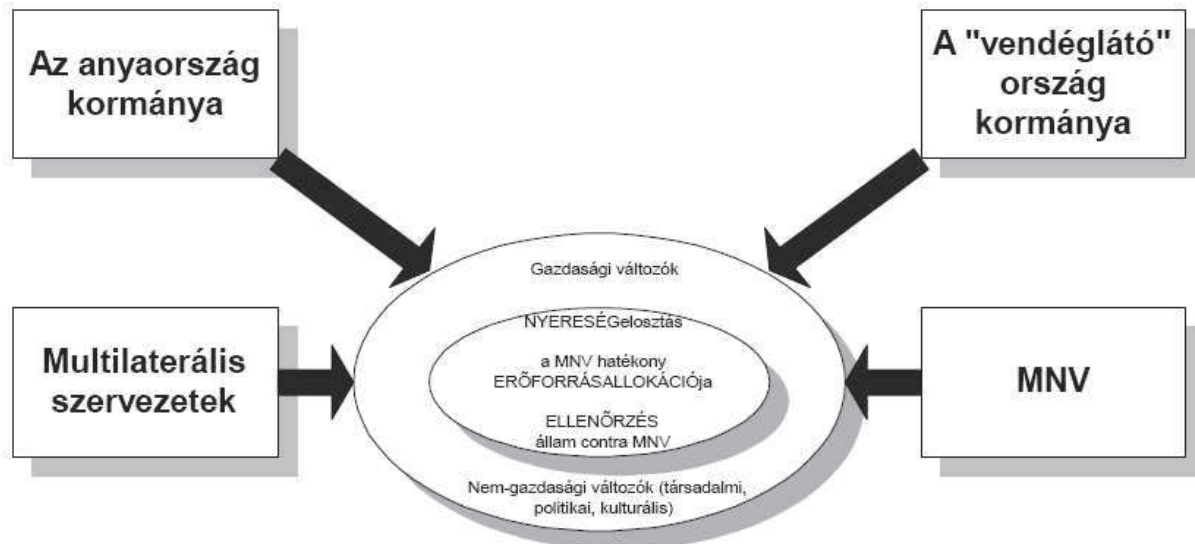 Az anyaország
kormánya
A "vendéglátó"
ország
kormánya
Gazdasági változók
NYERESÉGelosztás
a MNV hatékony
ERŐFORRÁSALLOKÁCIÓja
ELLENŐRZÉS
állam contra MNV
Nem-gazdasági változók (társadalmi,
politikai, kulturális)
Multilaterális
szervezetek
MNV